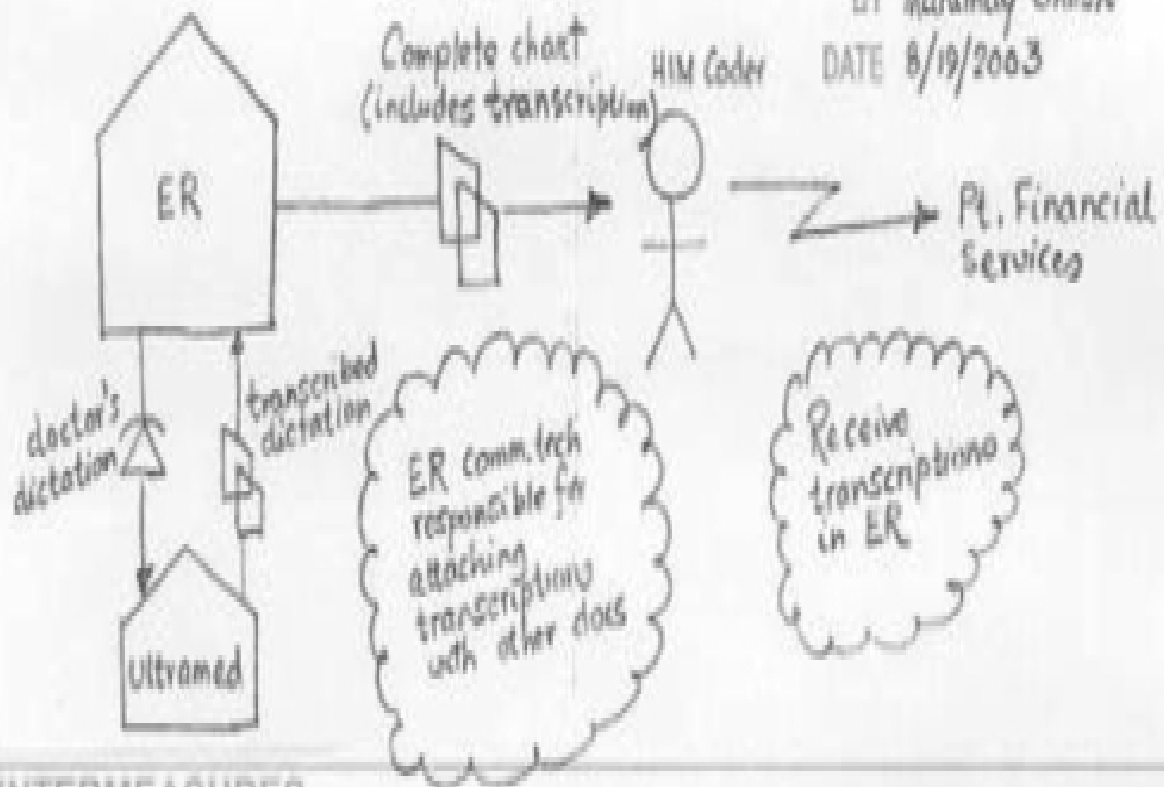 BY
DATE 8/19/2003
Complete chart
(includes transcription)
HIM Coder
ER
Pt. Financial
Services
doctor's
dictation
transcribed
dictation
Ultramed
ER comm.tech
responsible for
attaching
transcriptions
with other docs
Receive
transcriptions
in ER